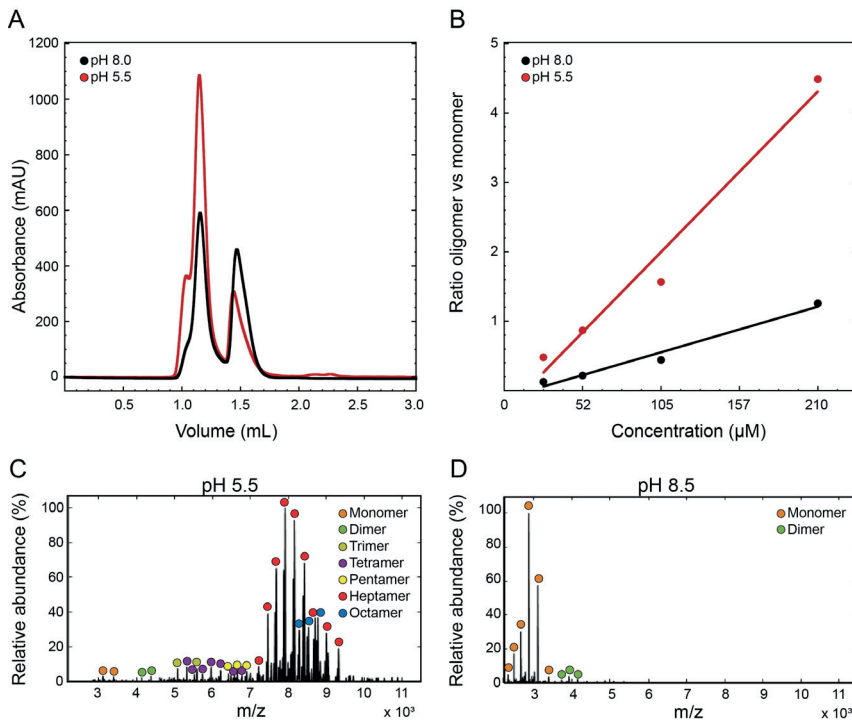 A
1200
1000
800
600
400
200
0
Absorbance (mAU)
pH 8.0
pH 5.5
0.5 1.0 1.5 2.0 2.5 3.0
Volume (mL)
B
5
4
3
2
1
Ratio oligomer vs monomer
pH 8.0
pH 5.5
0 52 105 157 210
Concentration (µM)
C
pH 5.5
100
80
60
40
20
0
Relative abundance (%)
Monomer
Dimer
Trimer
Tetramer
Pentamer
Heptamer
Octamer
3 4 5 6 7 8 9 10 11
m/z
x 10³
D
pH 8.5
100
80
60
40
20
0
Relative abundance (%)
Monomer
Dimer
2 3 4 5 6 7 8 9 10 11
m/z
x 10³